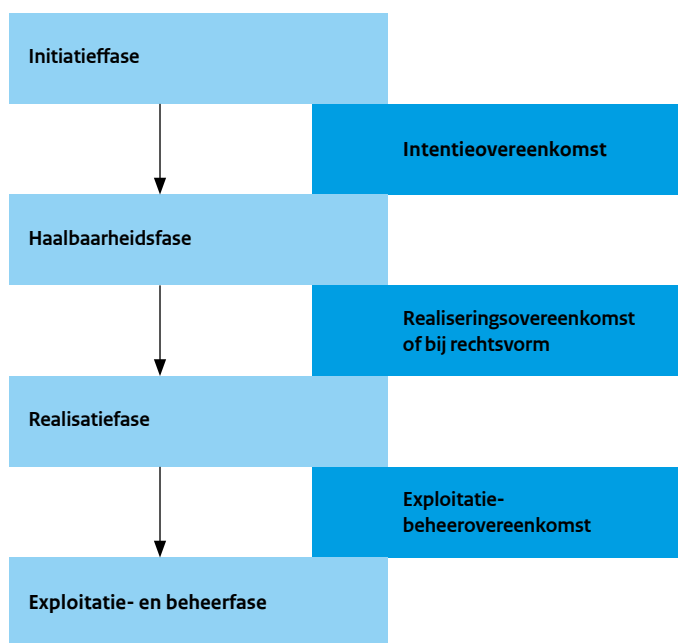 Initiatieffase
Intentieovereenkomst
Haalbaarheidsfase
Realiseringsovereenkomst
of bij rechtsvorm
Realisatiefase
Exploitatie-
beheerovereenkomst
Exploitatie- en beheerfase